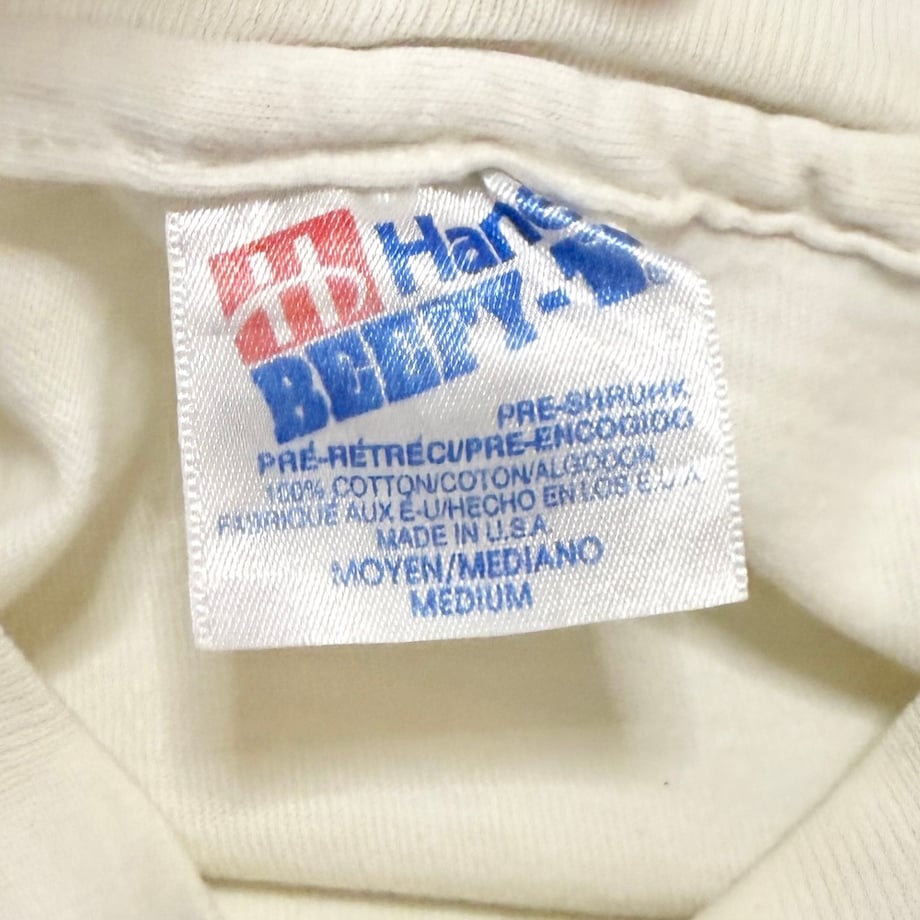 Hanes
BEEFY-T
PRE-SHRUNK
PRÉ-RÉTRÉCI/PRE-ENCOGIDO
100% COTTON/COTON/ALGODON
FABRIQUÉ AUX É-U/HECHO EN LOS E.U.A.
MADE IN U.S.A.
MOYEN/MEDIANO
MEDIUM